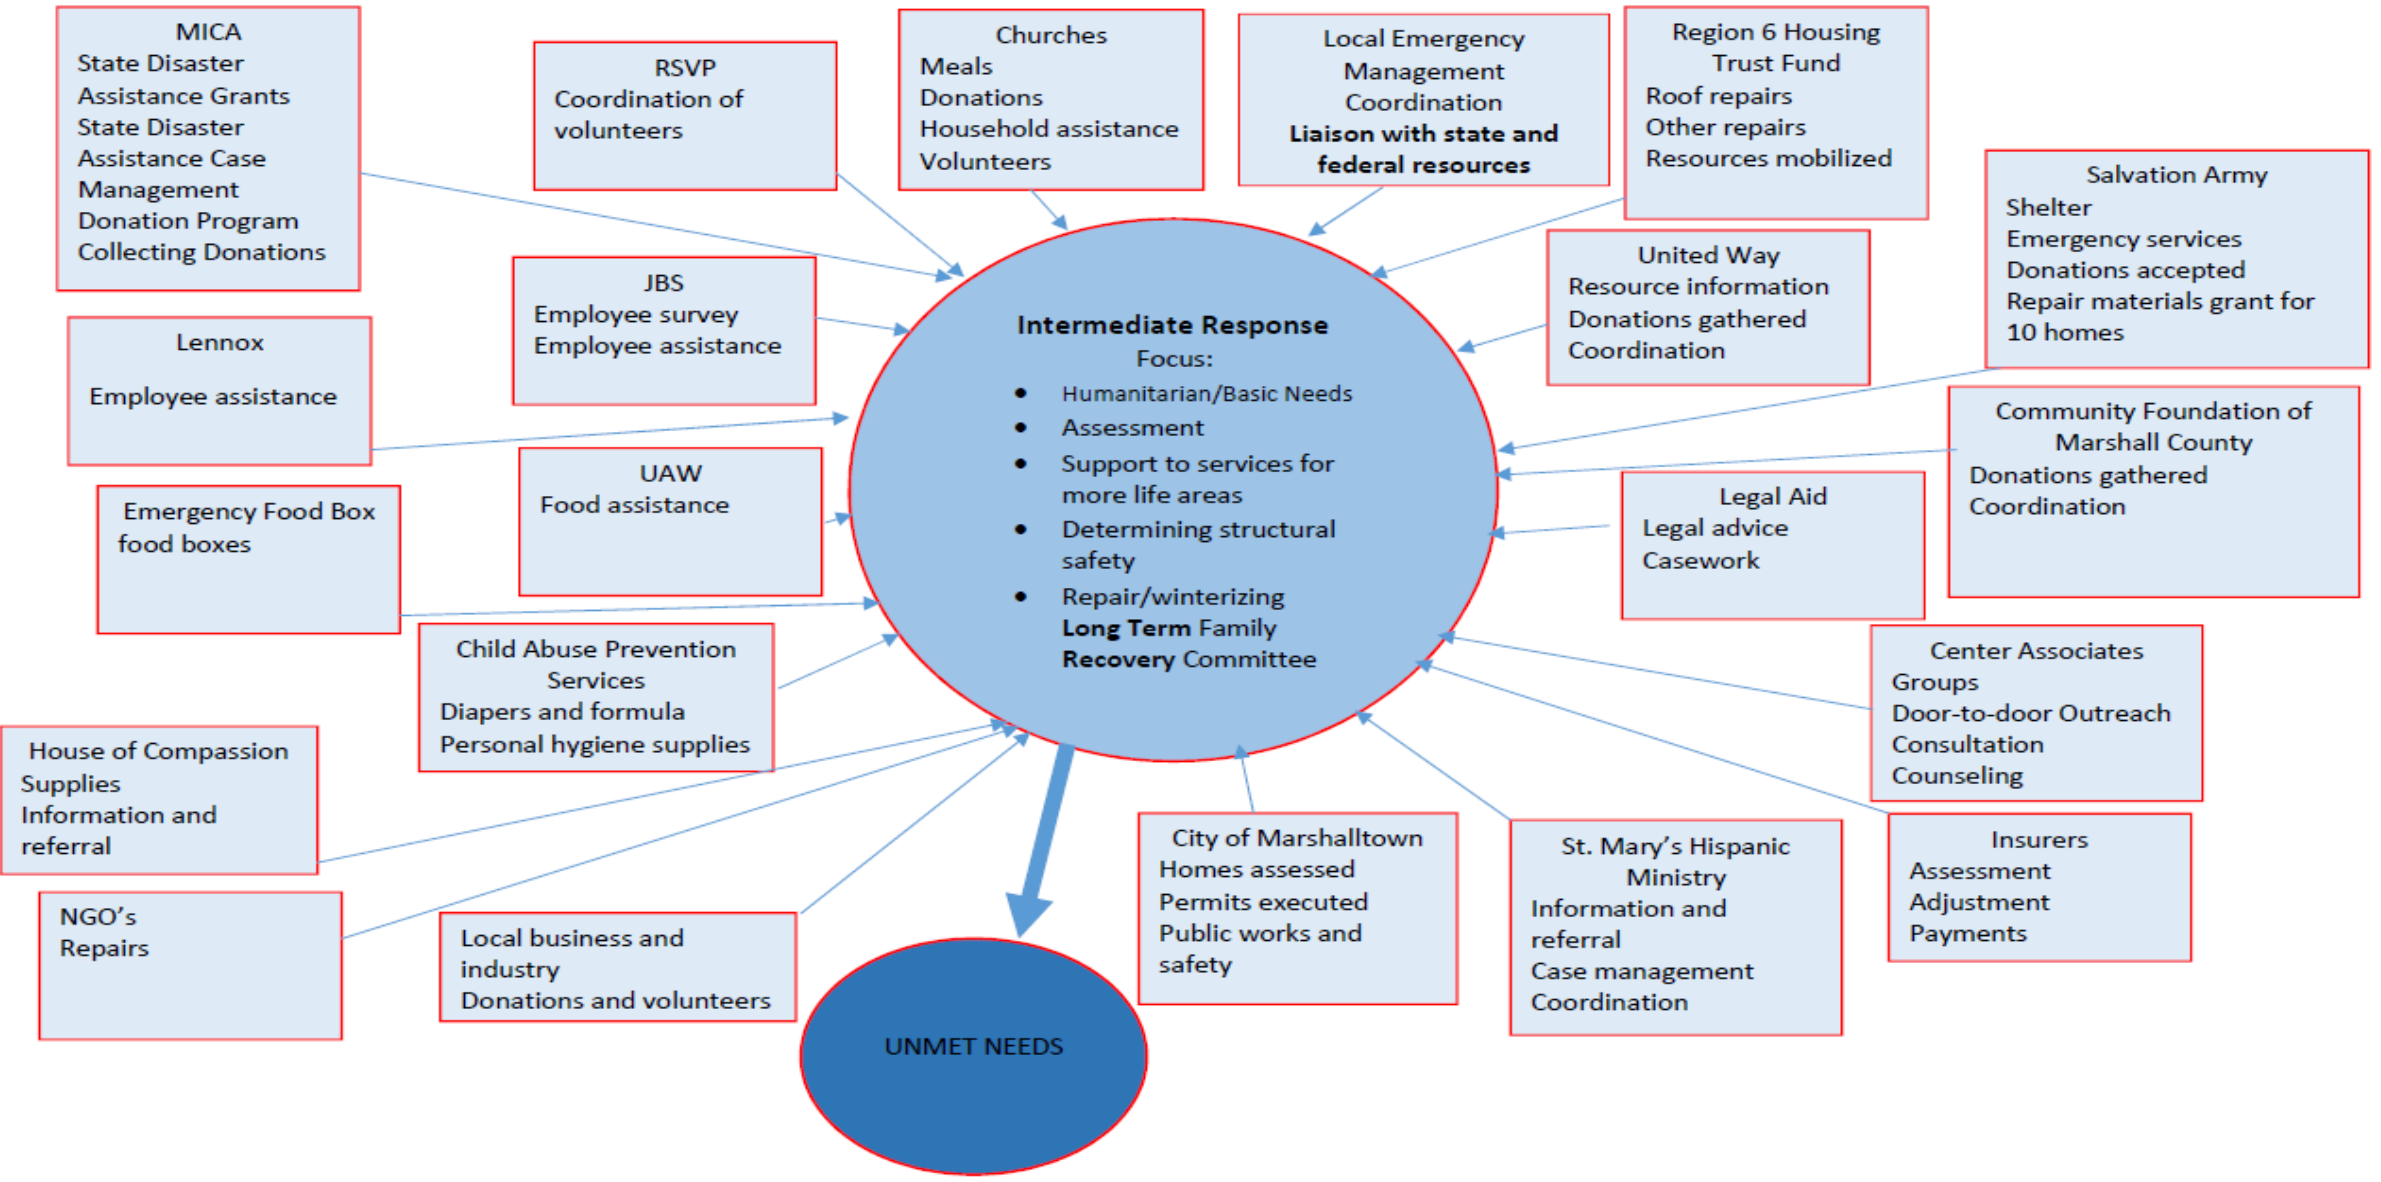 MICA
State Disaster
Assistance Grants
State Disaster
Assistance Case
Management
Donation Program
Collecting Donations
RSVP
Coordination of
volunteers
Churches
Meals
Donations
Household assistance
Volunteers
Local Emergency
Management
Coordination
Liaison with state and
federal resources
Region 6 Housing
Trust Fund
Roof repairs
Other repairs
Resources mobilized
Salvation Army
Shelter
Emergency services
Donations accepted
Repair materials grant for
10 homes
JBS
Employee survey
Employee assistance
United Way
Resource information
Donations gathered
Coordination
Lennox
Employee assistance
Intermediate Response
Focus:
• Humanitarian/Basic Needs
• Assessment
• Support to services for
more life areas
• Determining structural
safety
• Repair/winterizing
Long Term Family
Recovery Committee
Community Foundation of
Marshall County
Donations gathered
Coordination
UAW
Food assistance
Legal Aid
Legal advice
Casework
Emergency Food Box
food boxes
Child Abuse Prevention
Services
Diapers and formula
Personal hygiene supplies
Center Associates
Groups
Door-to-door Outreach
Consultation
Counseling
House of Compassion
Supplies
Information and
referral
City of Marshalltown
Homes assessed
Permits executed
Public works and
safety
St. Mary’s Hispanic
Ministry
Information and
referral
Case management
Coordination
Insurers
Assessment
Adjustment
Payments
NGO’s
Repairs
Local business and
industry
Donations and volunteers
UNMET NEEDS